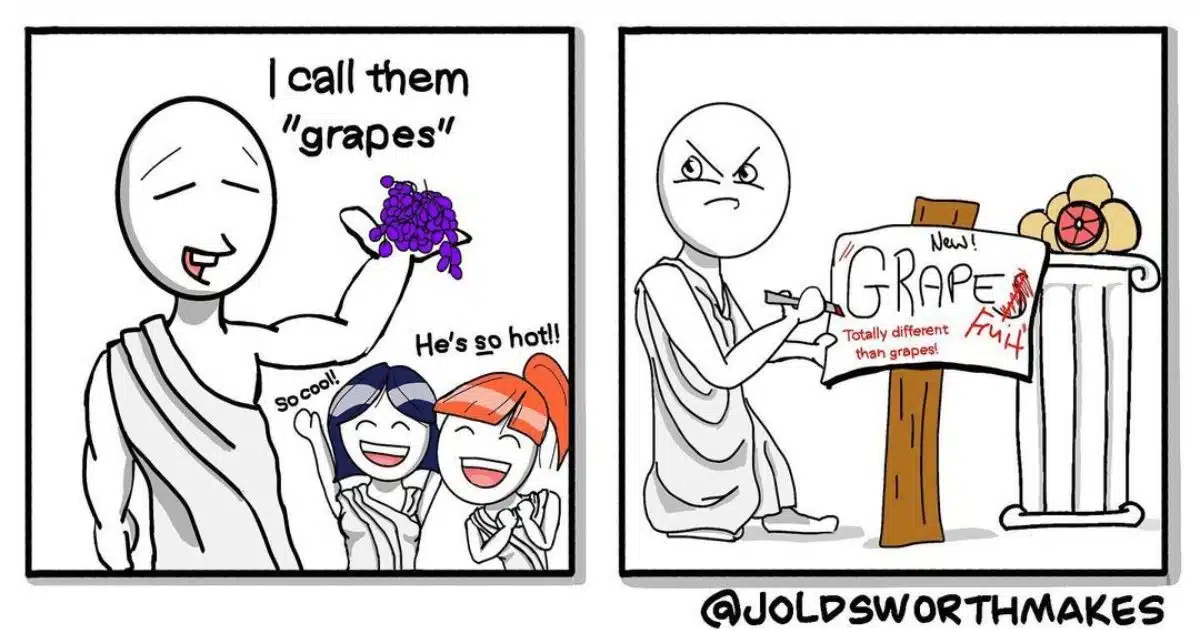 I call them
"grapes"
He's so hot!!
So cool!
New!
GRAPE
Fruit
Totally different
than grapes!
@JOLDSWORTHMAKES